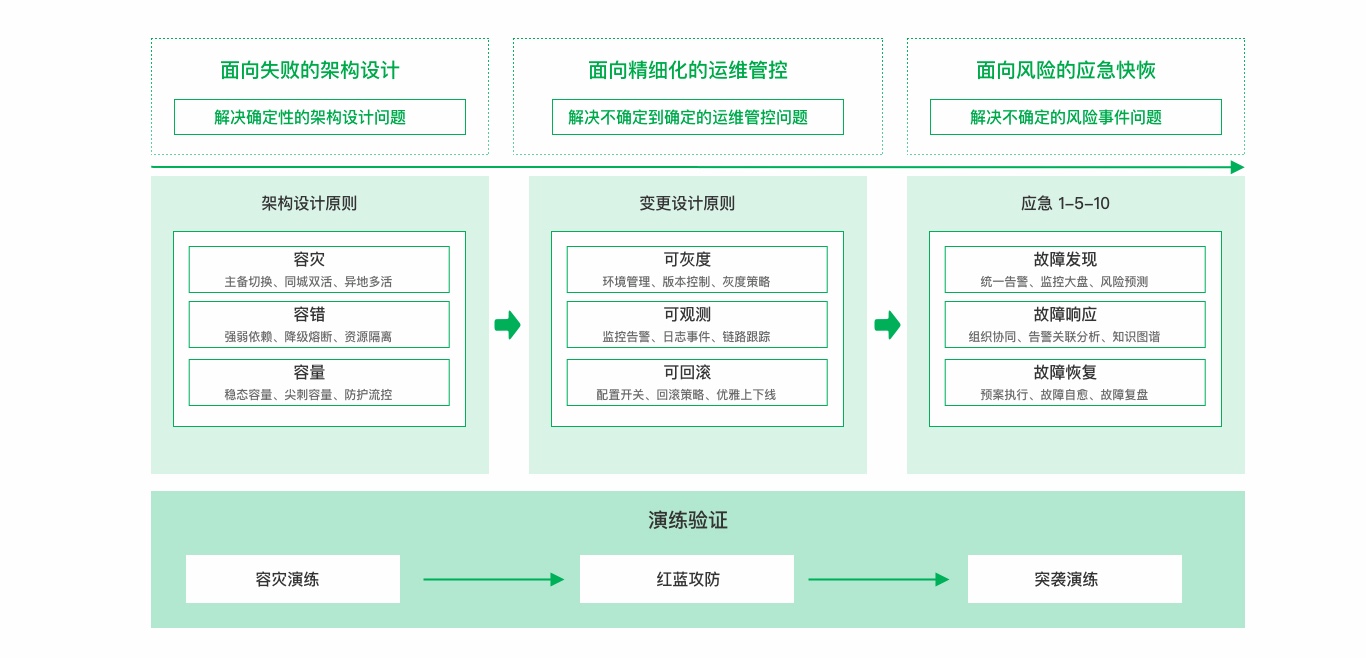 面向失败的架构设计
解决确定性的架构设计问题
面向精细化的运维管控
解决不确定到确定的运维管控问题
面向风险的应急快恢
解决不确定的风险事件问题
架构设计原则
容灾
主备切换、同城双活、异地多活
容错
强弱依赖、降级熔断、资源隔离
容量
稳态容量、尖刺容量、防护流控
变更设计原则
可灰度
环境管理、版本控制、灰度策略
可观测
监控告警、日志事件、链路跟踪
可回滚
配置开关、回滚策略、优雅上下线
应急 1–5–10
故障发现
统一告警、监控大盘、风险预测
故障响应
组织协同、告警关联分析、知识图谱
故障恢复
预案执行、故障自愈、故障复盘
演练验证
容灾演练
红蓝攻防
突袭演练